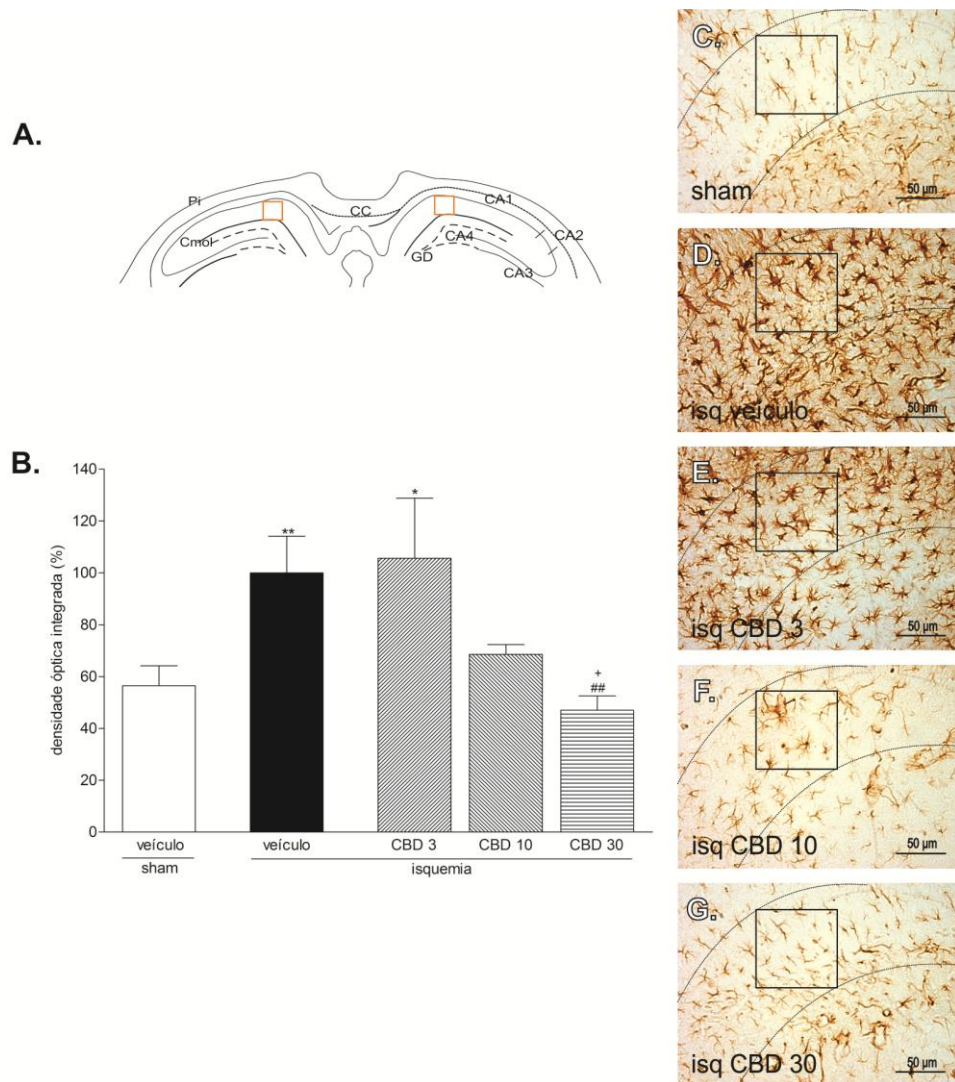 A.
Pi
CC
CA1
Cmol
CA4
CA2
GD
CA3
B.
densidade óptica integrada (%)
140
120
100
80
60
40
20
0
**
*
+
##
veículo
veículo
CBD 3
CBD 10
CBD 30
sham
isquemia
C.
sham
50 µm
D.
isq veículo
50 µm
E.
isq CBD 3
50 µm
F.
isq CBD 10
50 µm
G.
isq CBD 30
50 µm